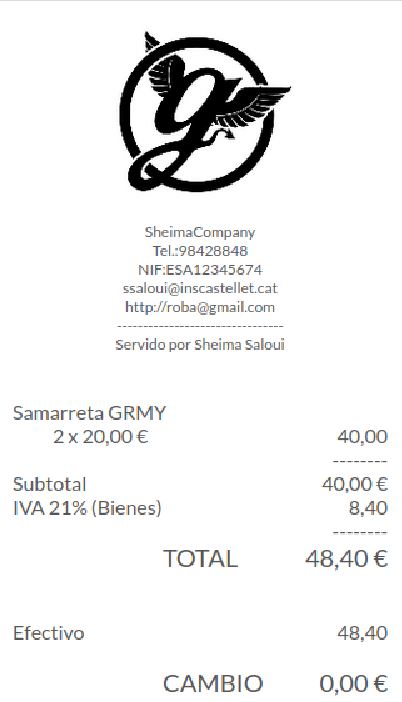 g
SheimaCompany
Tel.:98428848
NIF:ESA12345674
ssaloui@inscastellet.cat
http://roba@gmail.com
--------------------------------
Servido por Sheima Saloui
Samarreta GRMY
2 x 20,00 € 40,00
--------
Subtotal 40,00 €
IVA 21% (Bienes) 8,40
--------
TOTAL 48,40 €
Efectivo 48,40
CAMBIO 0,00 €